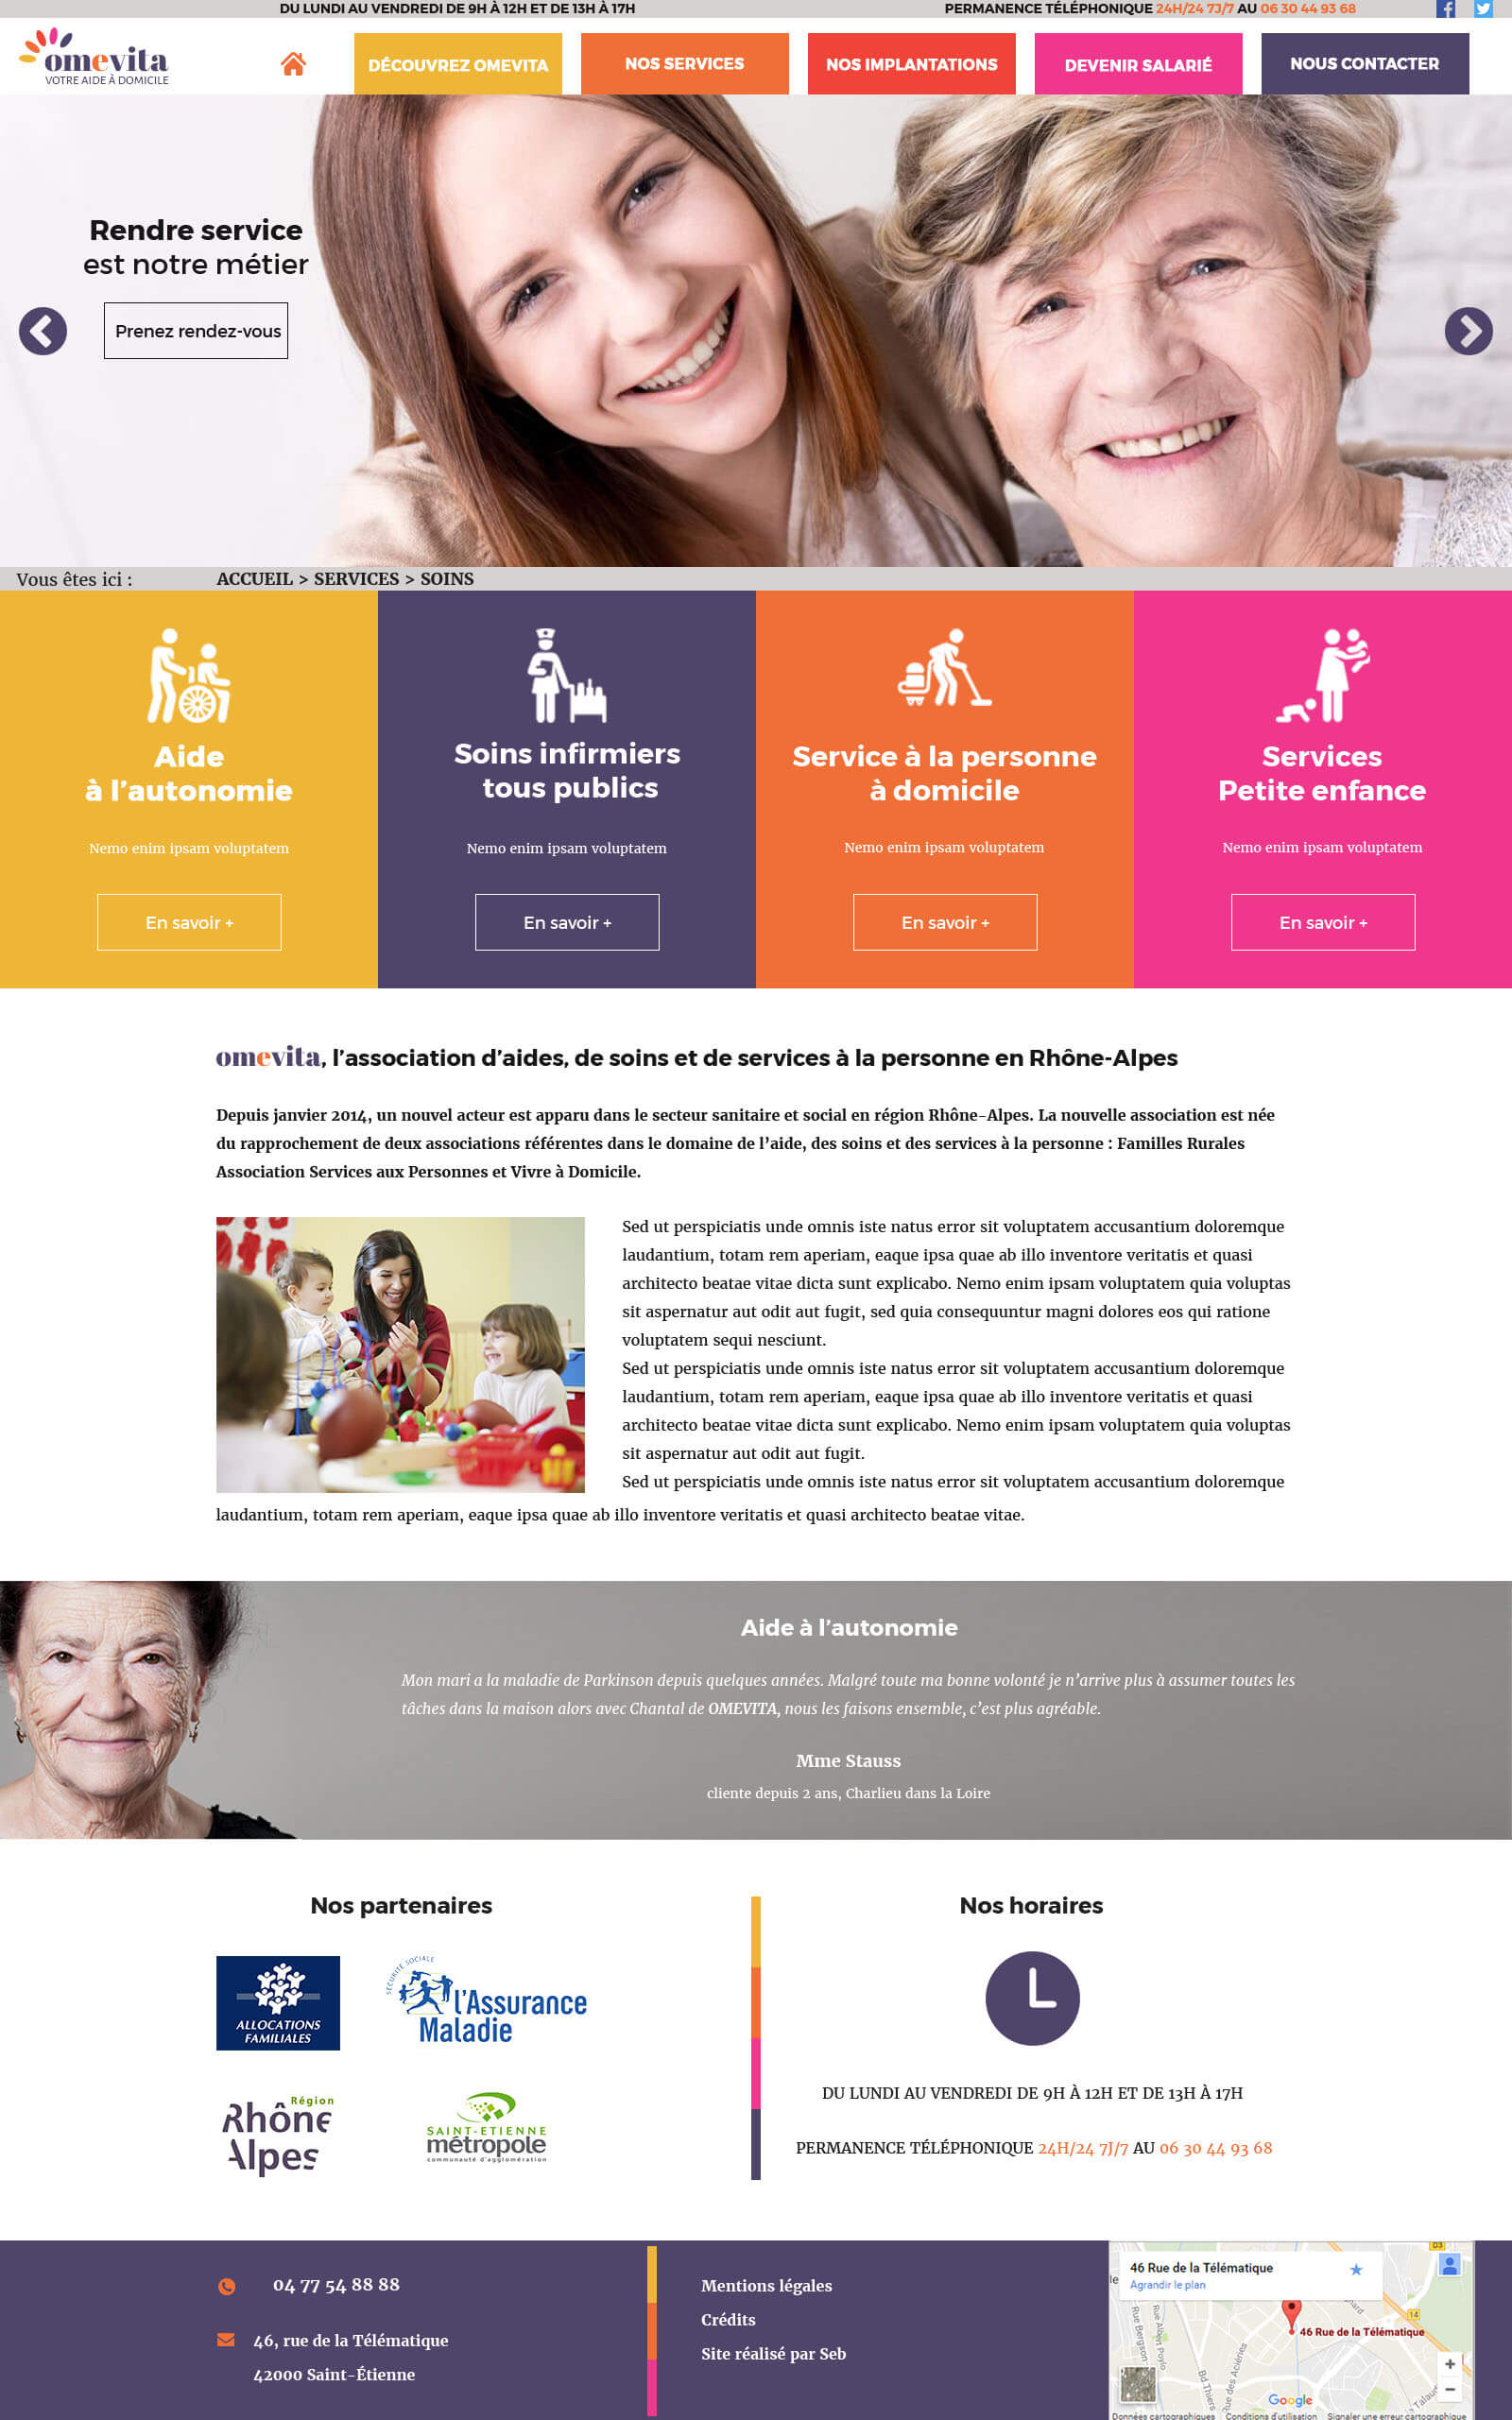 DU LUNDI AU VENDREDI DE 9H À 12H ET DE 13H À 17H
PERMANENCE TÉLÉPHONIQUE 24H/24 7J/7 AU 06 30 44 93 68
omevita
VOTRE AIDE À DOMICILE
DÉCOUVREZ OMEVITA
NOS SERVICES
NOS IMPLANTATIONS
DEVENIR SALARIÉ
NOUS CONTACTER
Rendre service
est notre métier
Prenez rendez-vous
Vous êtes ici :
ACCUEIL > SERVICES > SOINS
Aide
à l’autonomie
Nemo enim ipsam voluptatem
En savoir +
Soins infirmiers
tous publics
Nemo enim ipsam voluptatem
En savoir +
Service à la personne
à domicile
Nemo enim ipsam voluptatem
En savoir +
Services
Petite enfance
Nemo enim ipsam voluptatem
En savoir +
omevita, l’association d’aides, de soins et de services à la personne en Rhône-Alpes
Depuis janvier 2014, un nouvel acteur est apparu dans le secteur sanitaire et social en région Rhône-Alpes. La nouvelle association est née
du rapprochement de deux associations référentes dans le domaine de l’aide, des soins et des services à la personne : Familles Rurales
Association Services aux Personnes et Vivre à Domicile.
Sed ut perspiciatis unde omnis iste natus error sit voluptatem accusantium doloremque
laudantium, totam rem aperiam, eaque ipsa quae ab illo inventore veritatis et quasi
architecto beatae vitae dicta sunt explicabo. Nemo enim ipsam voluptatem quia voluptas
sit aspernatur aut odit aut fugit, sed quia consequuntur magni dolores eos qui ratione
voluptatem sequi nesciunt.
Sed ut perspiciatis unde omnis iste natus error sit voluptatem accusantium doloremque
laudantium, totam rem aperiam, eaque ipsa quae ab illo inventore veritatis et quasi
architecto beatae vitae dicta sunt explicabo. Nemo enim ipsam voluptatem quia voluptas
sit aspernatur aut odit aut fugit.
Sed ut perspiciatis unde omnis iste natus error sit voluptatem accusantium doloremque
laudantium, totam rem aperiam, eaque ipsa quae ab illo inventore veritatis et quasi architecto beatae vitae.
Aide à l’autonomie
Mon mari a la maladie de Parkinson depuis quelques années. Malgré toute ma bonne volonté je n’arrive plus à assumer toutes les
tâches dans la maison alors avec Chantal de OMEVITA, nous les faisons ensemble, c’est plus agréable.
Mme Stauss
cliente depuis 2 ans, Charlieu dans la Loire
Nos partenaires
ALLOCATIONS
FAMILIALES
SÉCURITÉ SOCIALE
l’Assurance
Maladie
Région
Rhône
Alpes
SAINT-ETIENNE
métropole
communauté d’agglomération
Nos horaires
DU LUNDI AU VENDREDI DE 9H À 12H ET DE 13H À 17H
PERMANENCE TÉLÉPHONIQUE 24H/24 7J/7 AU 06 30 44 93 68
04 77 54 88 88
46, rue de la Télématique
42000 Saint-Étienne
Mentions légales
Crédits
Site réalisé par Seb
D3
46 Rue de la Télématique
Agrandir le plan
14
46 Rue de la Télématique
Rue Bergson
Rue Albert Poylo
Bd Thiers
Rue des Aciéries
+
−
Google
Données cartographiques
Conditions d'utilisation
Signaler une erreur cartographique